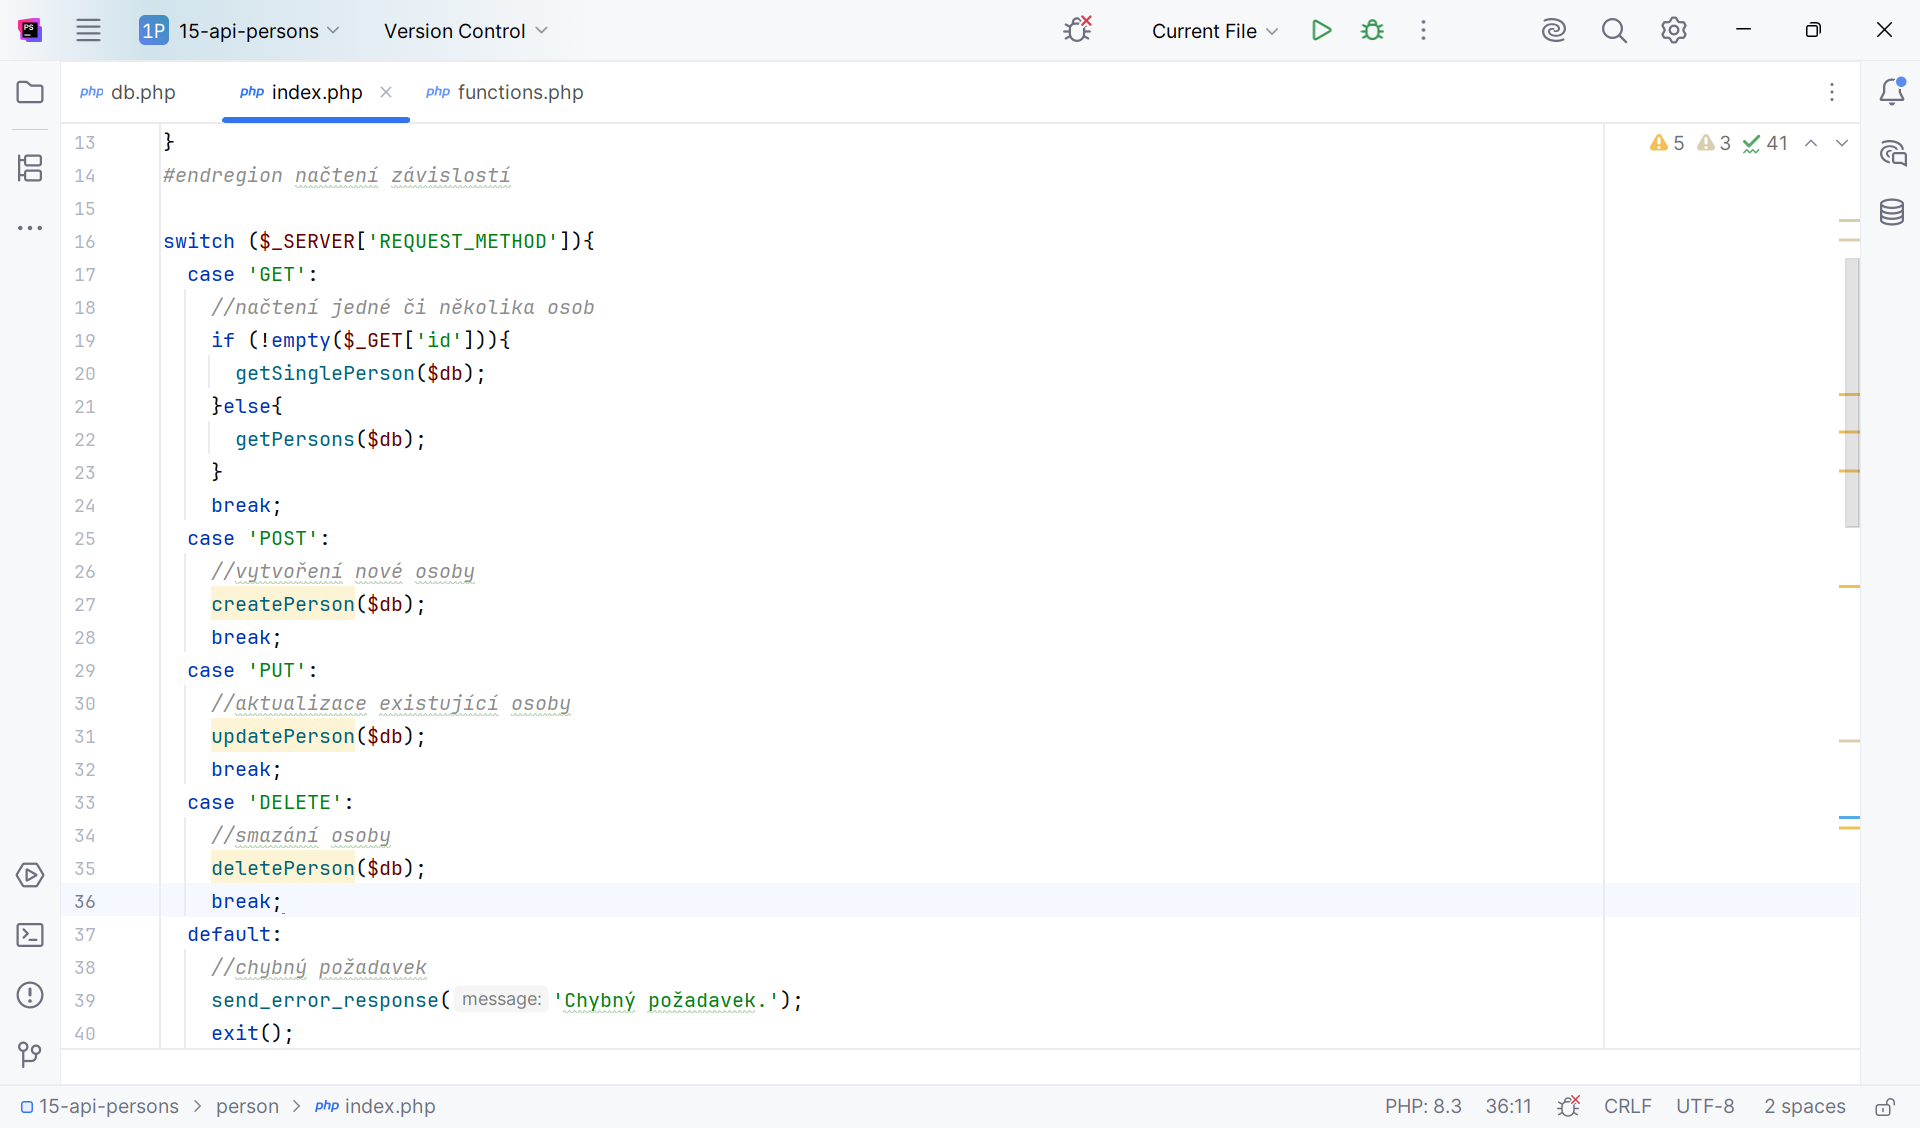 1P 15-api-persons Version Control Current File
php db.php php index.php php functions.php
5 3 41
13 }
14 #endregion načtení závislostí
15
16 switch ($_SERVER['REQUEST_METHOD']){
17 case 'GET':
18 //načtení jedné či několika osob
19 if (!empty($_GET['id'])){
20 getSinglePerson($db);
21 }else{
22 getPersons($db);
23 }
24 break;
25 case 'POST':
26 //vytvoření nové osoby
27 createPerson($db);
28 break;
29 case 'PUT':
30 //aktualizace existující osoby
31 updatePerson($db);
32 break;
33 case 'DELETE':
34 //smazání osoby
35 deletePerson($db);
36 break;
37 default:
38 //chybný požadavek
39 send_error_response( message: 'Chybný požadavek.');
40 exit();
15-api-persons > person > php index.php PHP: 8.3 36:11 CRLF UTF-8 2 spaces